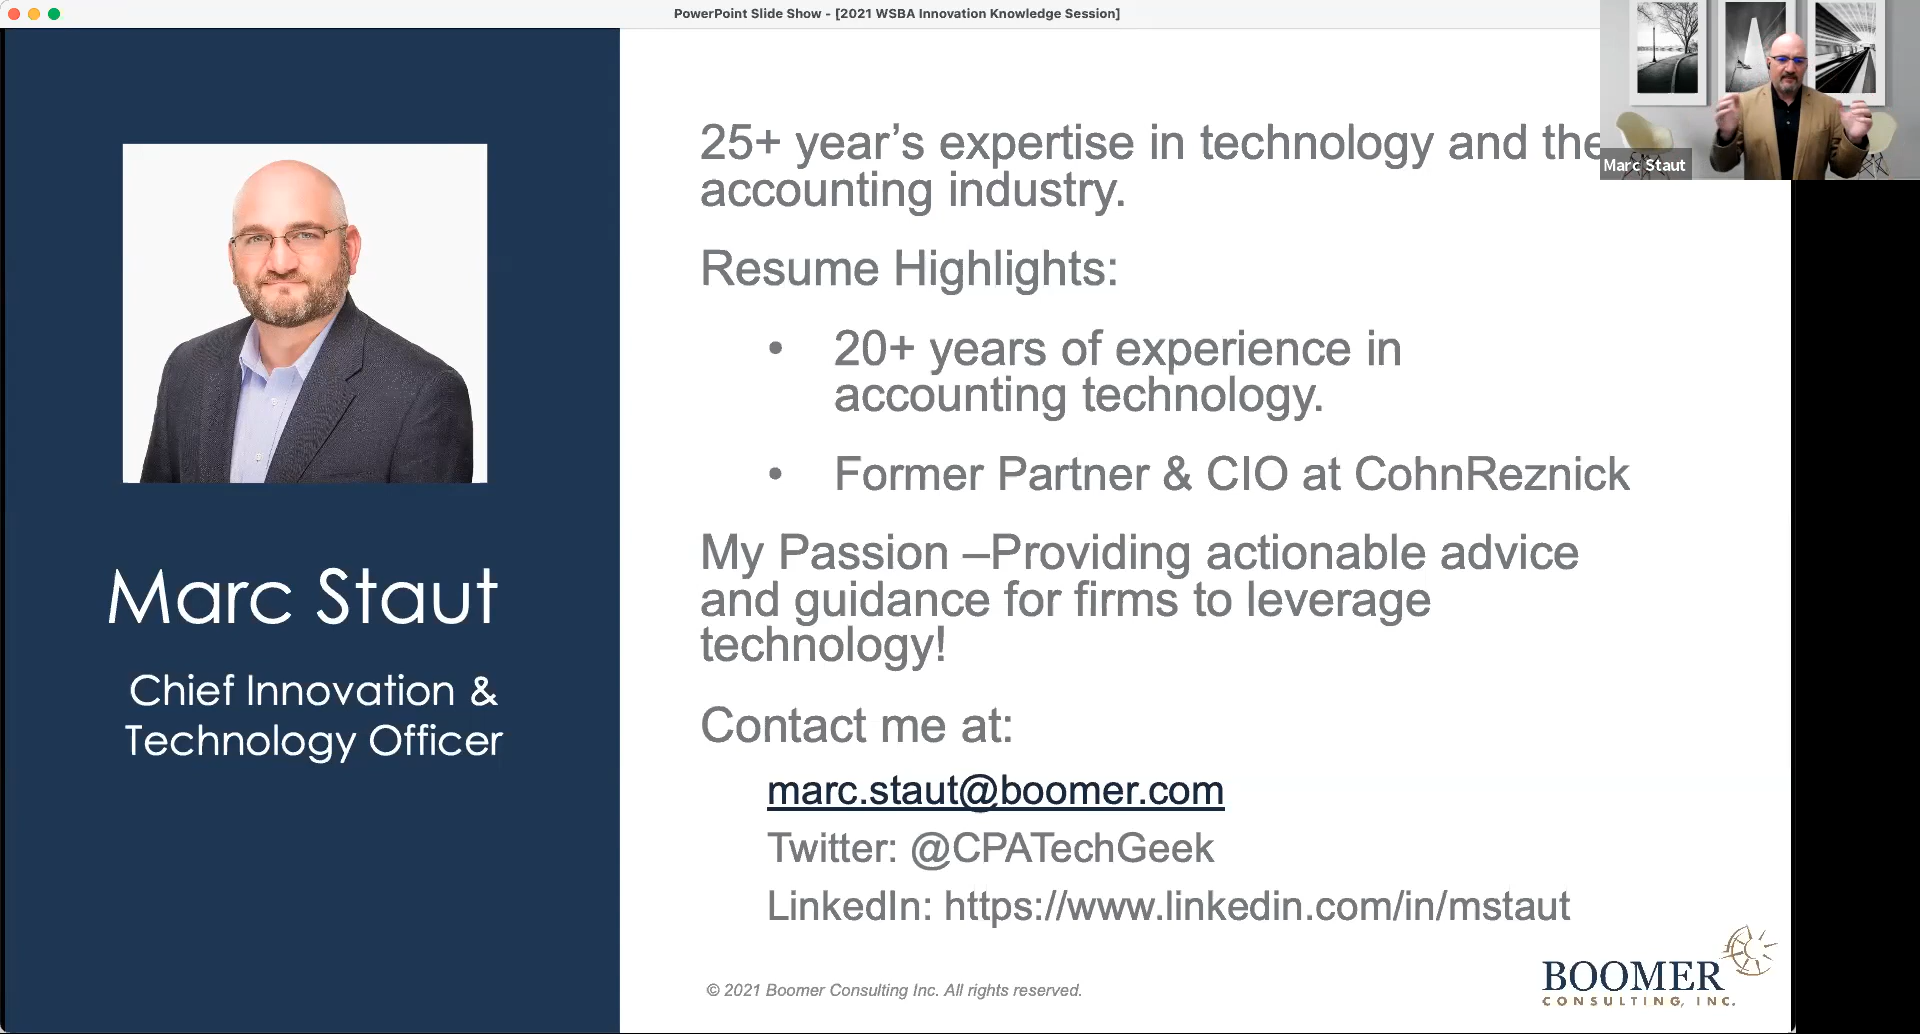 PowerPoint Slide Show - [2021 WSBA Innovation Knowledge Session]
Marc Staut
25+ year’s expertise in technology and the
accounting industry.
Resume Highlights:
• 20+ years of experience in
accounting technology.
• Former Partner & CIO at CohnReznick
My Passion –Providing actionable advice
and guidance for firms to leverage
technology!
Contact me at:
marc.staut@boomer.com
Twitter: @CPATechGeek
LinkedIn: https://www.linkedin.com/in/mstaut
Marc Staut
Chief Innovation &
Technology Officer
© 2021 Boomer Consulting Inc. All rights reserved.
BOOMER
CONSULTING, INC.